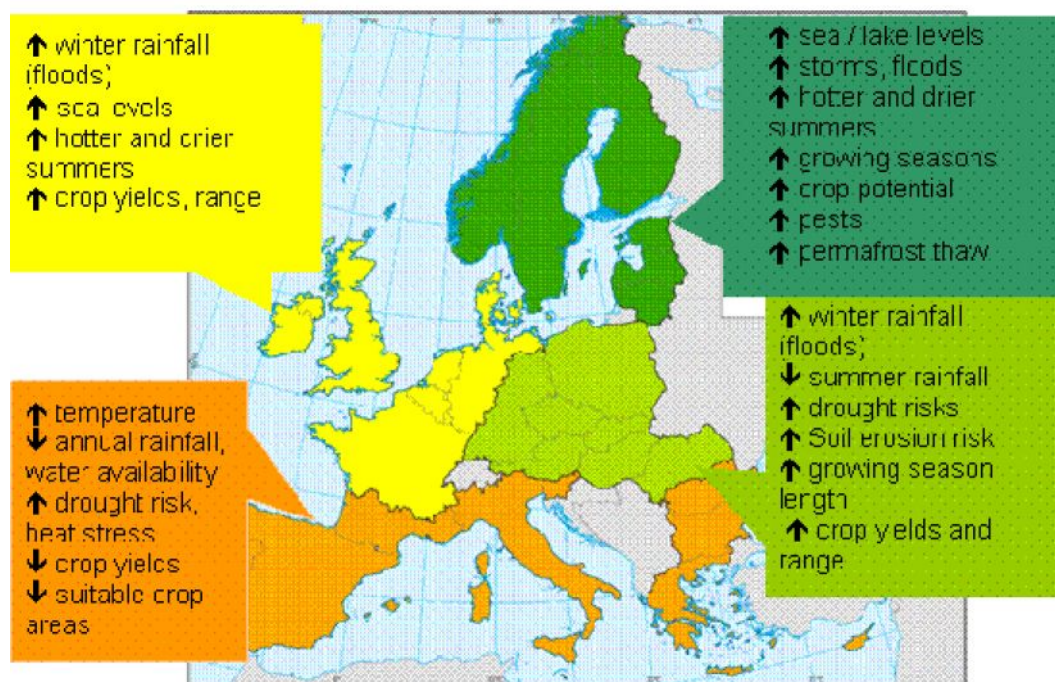 ↑ winter rainfall
(floods)
↑ sea levels
↑ hotter and drier
summers
↑ crop yields, range
↑ sea / lake levels
↑ storms, floods
↑ hotter and drier
summers
↑ growing seasons
↑ crop potential
↑ pests
↑ permafrost thaw
↑ temperature
↓ annual rainfall,
water availability
↑ drought risk,
heat stress
↓ crop yields
↓ suitable crop
areas
↑ winter rainfall
(floods)
↓ summer rainfall
↑ drought risks
↑ Soil erosion risk
↑ growing season
length
↑ crop yields and
range